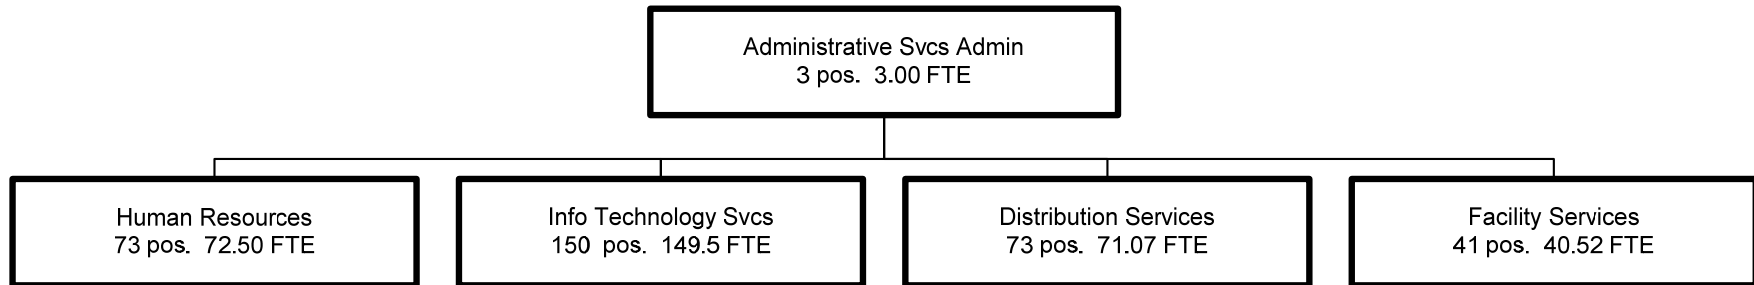 Administrative Svcs Admin
3 pos.  3.00 FTE
Human Resources
73 pos.  72.50 FTE
Info Technology Svcs
150  pos.  149.5 FTE
Distribution Services
73 pos.  71.07 FTE
Facility Services
41 pos.  40.52 FTE